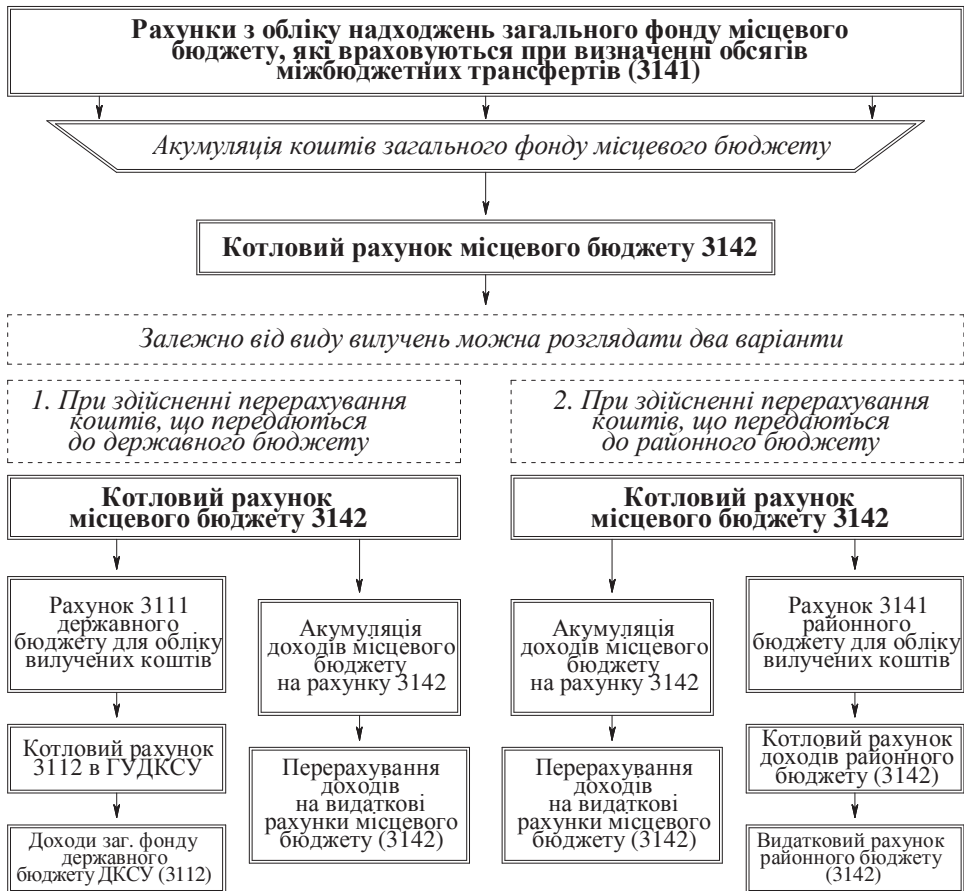 Рахунки з обліку надходжень загального фонду місцевого
бюджету, які враховуються при визначенні обсягів
міжбюджетних трансфертів (3141)
Акумуляція коштів загального фонду місцевого бюджету
Котловий рахунок місцевого бюджету 3142
Залежно від виду вилучень можна розглядати два варіанти
1. При здійсненні перерахування
коштів, що передаються
до державного бюджету
2. При здійсненні перерахування
коштів, що передаються
до районного бюджету
Котловий рахунок
місцевого бюджету 3142
Котловий рахунок
місцевого бюджету 3142
Рахунок 3111
державного
бюджету для обліку
вилучених коштів
Акумуляція
доходів місцевого
бюджету
на рахунку 3142
Акумуляція
доходів місцевого
бюджету
на рахунку 3142
Рахунок 3141
районного
бюджету для обліку
вилучених коштів
Котловий рахунок
3112 в ГУДКСУ
Перерахування
доходів
на видаткові
рахунки місцевого
бюджету (3142)
Перерахування
доходів
на видаткові
рахунки місцевого
бюджету (3142)
Котловий рахунок
доходів районного
бюджету (3142)
Доходи заг. фонду
державного
бюджету ДКСУ (3112)
Видатковий рахунок
районного бюджету
(3142)